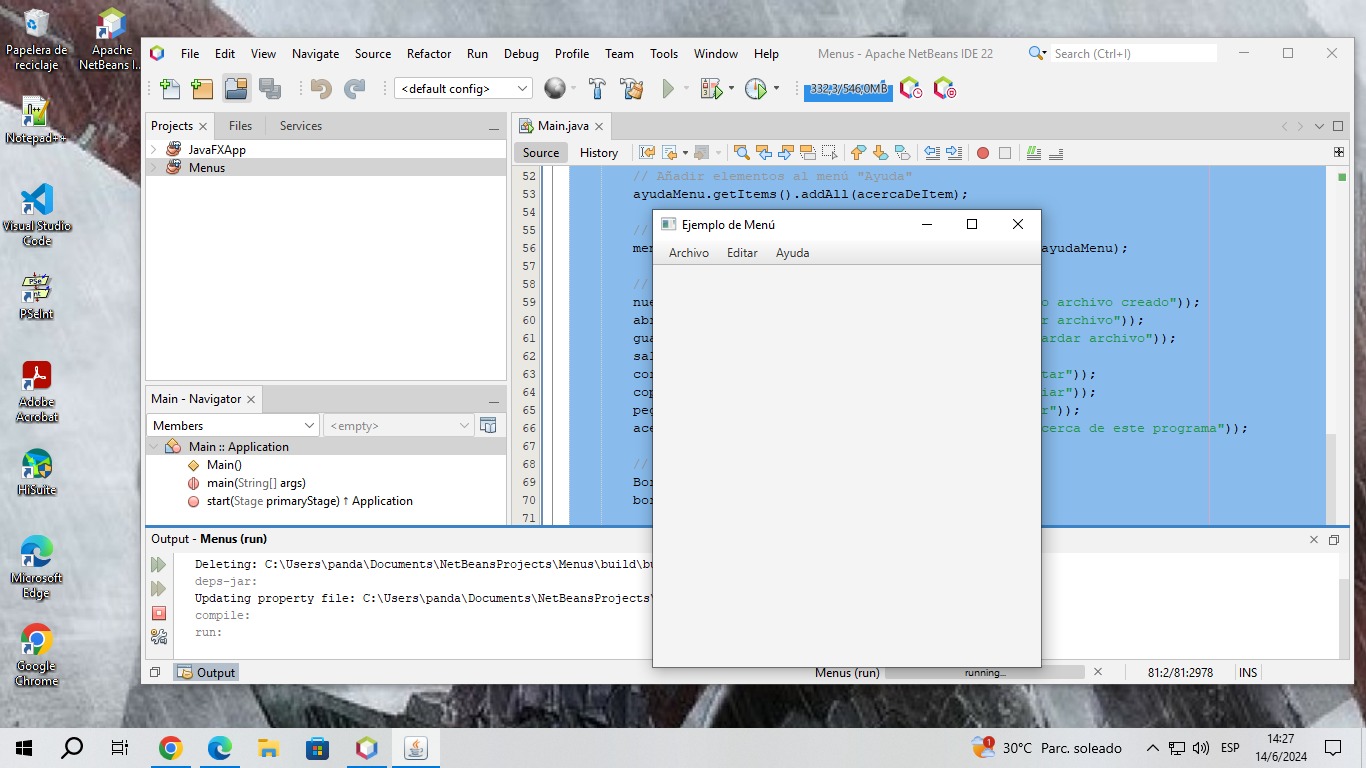 Papelera de
reciclaje
Apache
NetBeans I...
Notepad++
Visual Studio
Code
PSeInt
Adobe
Acrobat
HiSuite
Microsoft
Edge
Google
Chrome
File Edit View Navigate Source Refactor Run Debug Profile Team Tools Window Help
Menus - Apache NetBeans IDE 22
Search (Ctrl+I)
<default config>
332,3/546,0MB
Projects Files Services
JavaFXApp
Menus
Main - Navigator
Members
<empty>
Main :: Application
Main()
main(String[] args)
start(Stage primaryStage) ↑ Application
Main.java
Source History
52 // Añadir elementos al menú "Ayuda"
53 ayudaMenu.getItems().addAll(acercaDeItem);
54
55 //
56 men ayudaMenu);
57
58 //
59 nue o archivo creado"));
60 abr r archivo"));
61 gua ardar archivo"));
62 sal
63 cor tar"));
64 cop iar"));
65 peg r"));
66 ace cerca de este programa"));
67
68 //
69 Bor
70 bor
71
Ejemplo de Menú
Archivo Editar Ayuda
Output - Menus (run)
Deleting: C:\Users\panda\Documents\NetBeansProjects\Menus\build\bu
deps-jar:
Updating property file: C:\Users\panda\Documents\NetBeansProjects\
compile:
run:
Output
Menus (run)
running...
81:2/81:2978
INS
1
30°C Parc. soleado
ESP
14:27
14/6/2024